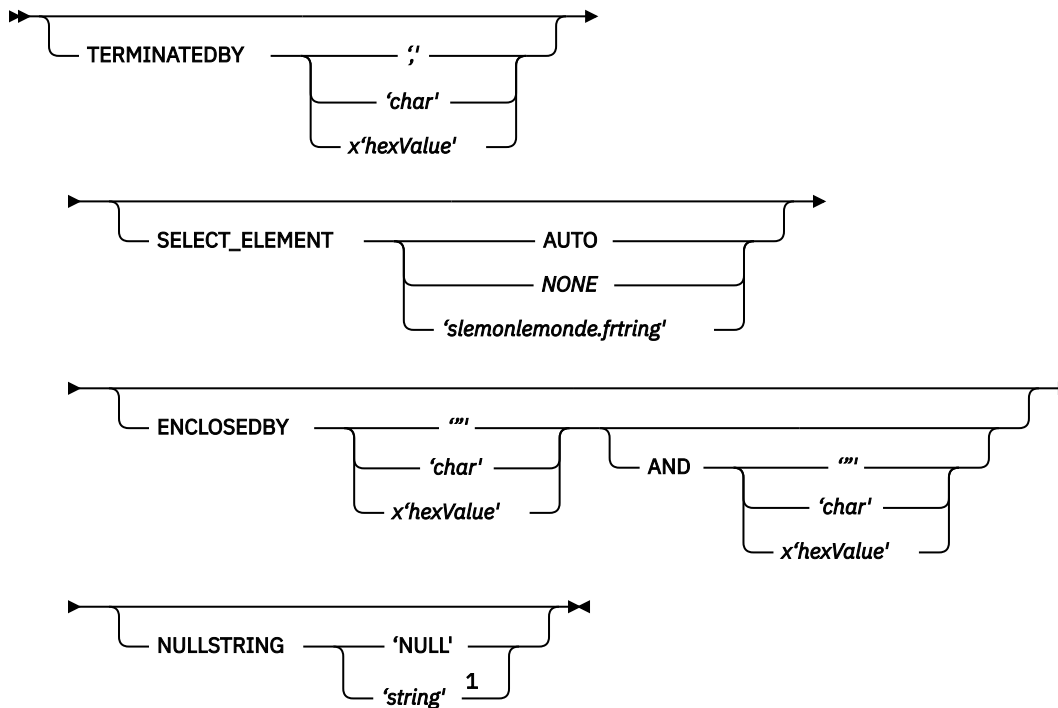 TERMINATEDBY ‘,'
‘char'
x‘hexValue'
SELECT_ELEMENT AUTO
NONE
‘slemonlemonde.frtring'
ENCLOSEDBY ‘”' AND ‘”'
‘char' ‘char'
x‘hexValue' x‘hexValue'
NULLSTRING ‘NULL'
‘string' 1